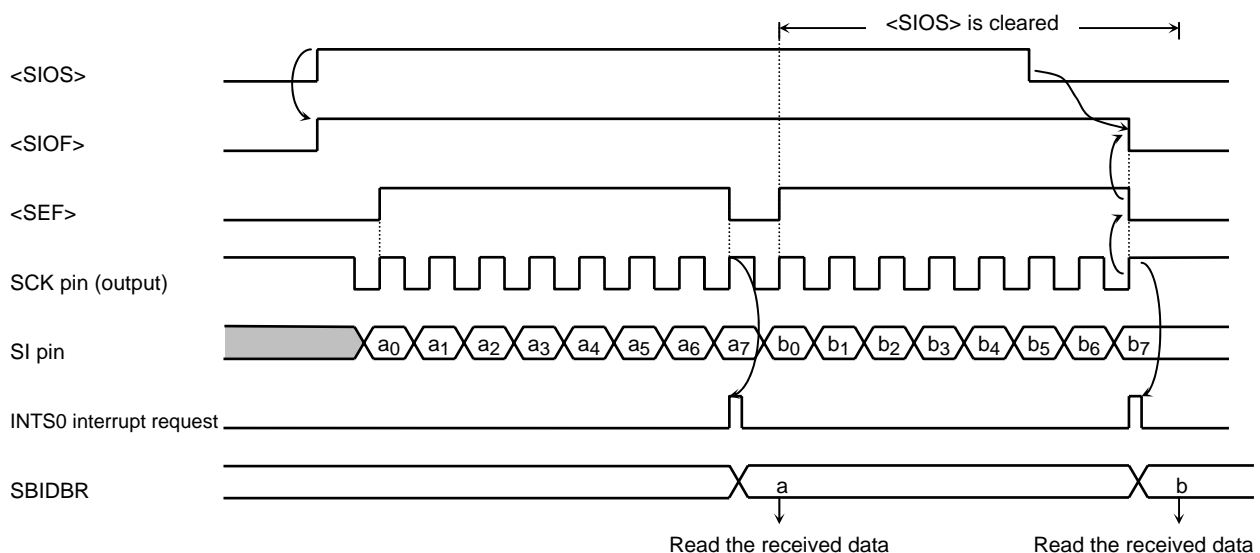 <SIOS> is cleared
<SIOS>
<SIOF>
<SEF>
SCK pin (output)
SI pin
a0 a1 a2 a3 a4 a5 a6 a7 b0 b1 b2 b3 b4 b5 b6 b7
INTS0 interrupt request
SBIDBR
a b
Read the received data Read the received data